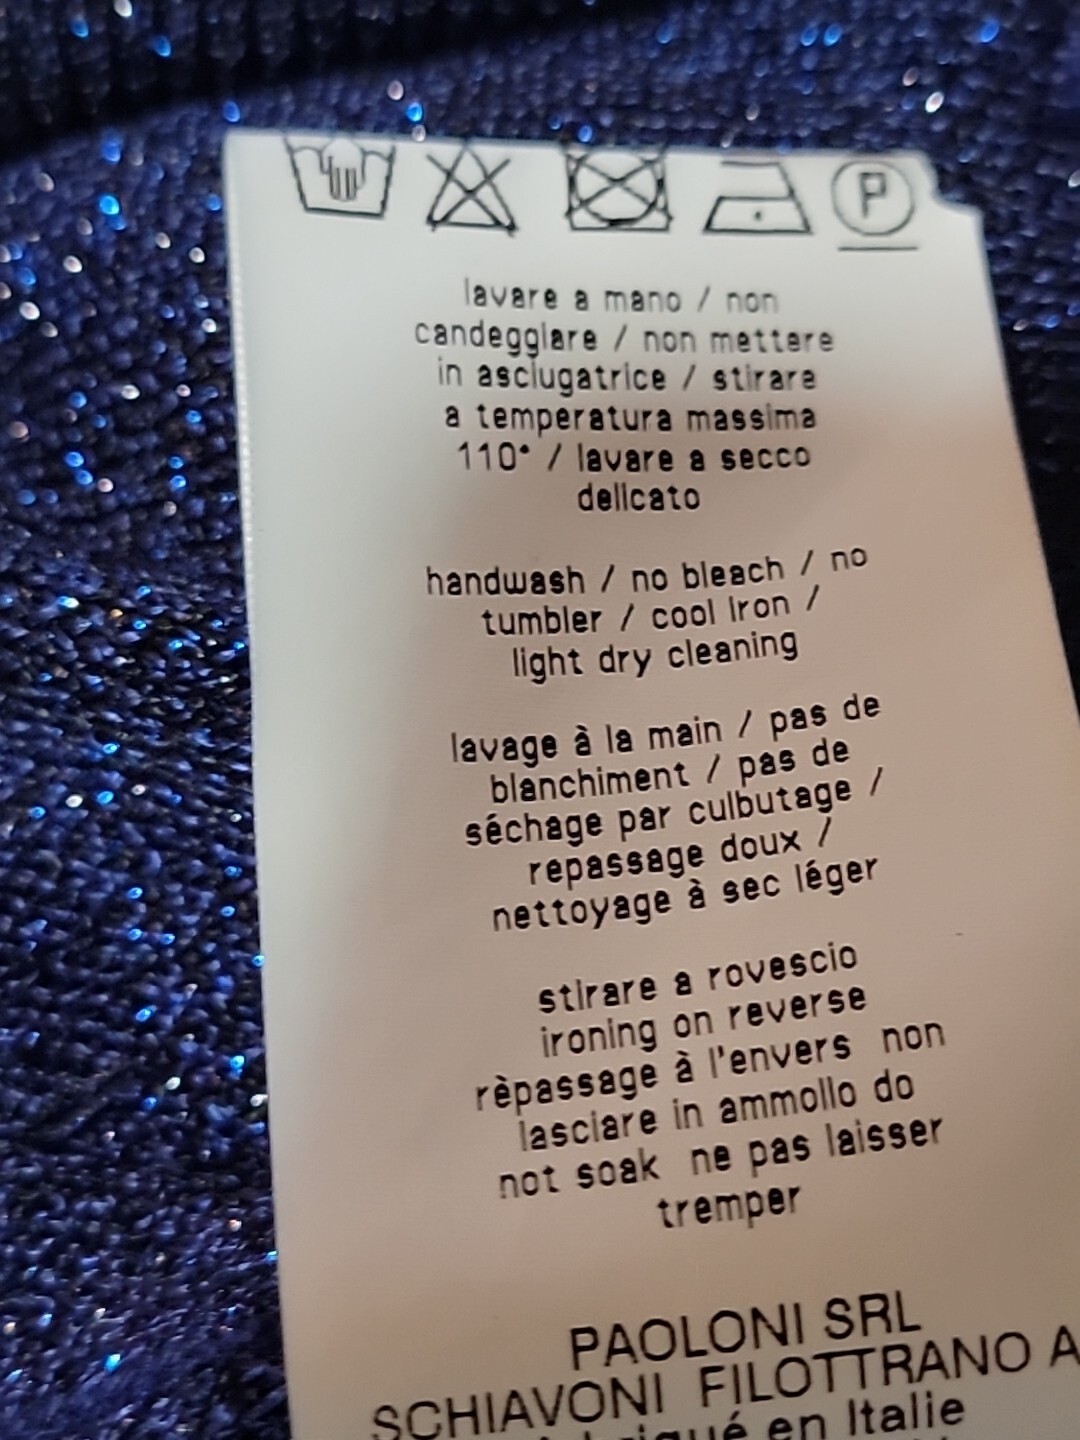 P
lavare a mano / non
candeggiare / non mettere
in asciugatrice / stirare
a temperatura massima
110° / lavare a secco
delicato
handwash / no bleach / no
tumbler / cool iron /
light dry cleaning
lavage à la main / pas de
blanchiment / pas de
séchage par culbutage /
repassage doux /
nettoyage à sec léger
stirare a rovescio
ironing on reverse
rèpassage à l'envers non
lasciare in ammollo do
not soak ne pas laisser
tremper
PAOLONI SRL
SCHIAVONI FILOTTRANO A
en Italie